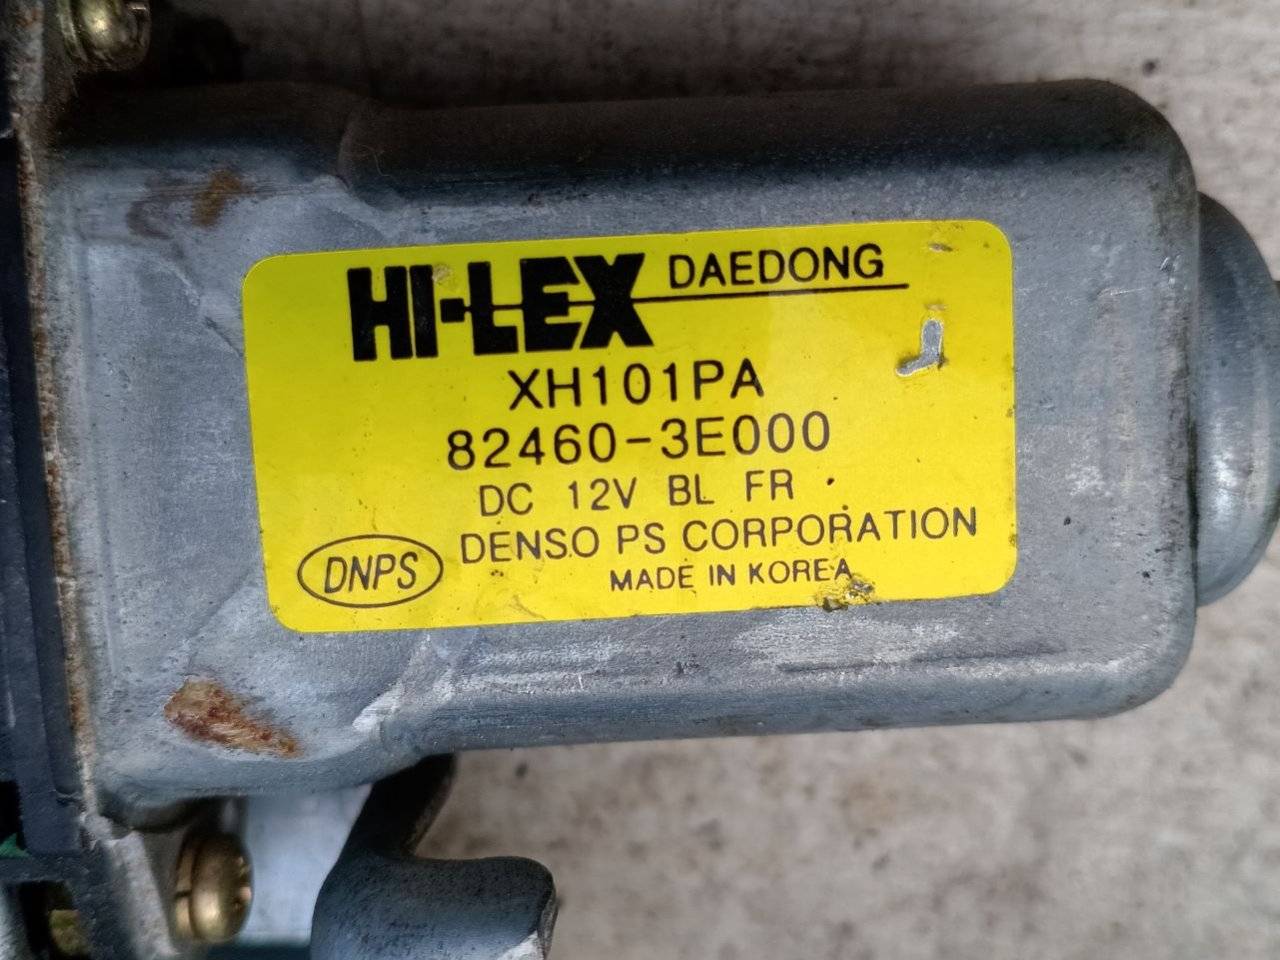 HI-LEX DAEDONG
XH101PA
82460-3E000
DC 12V BL FR
DENSO PS CORPORATION
DNPS
MADE IN KOREA